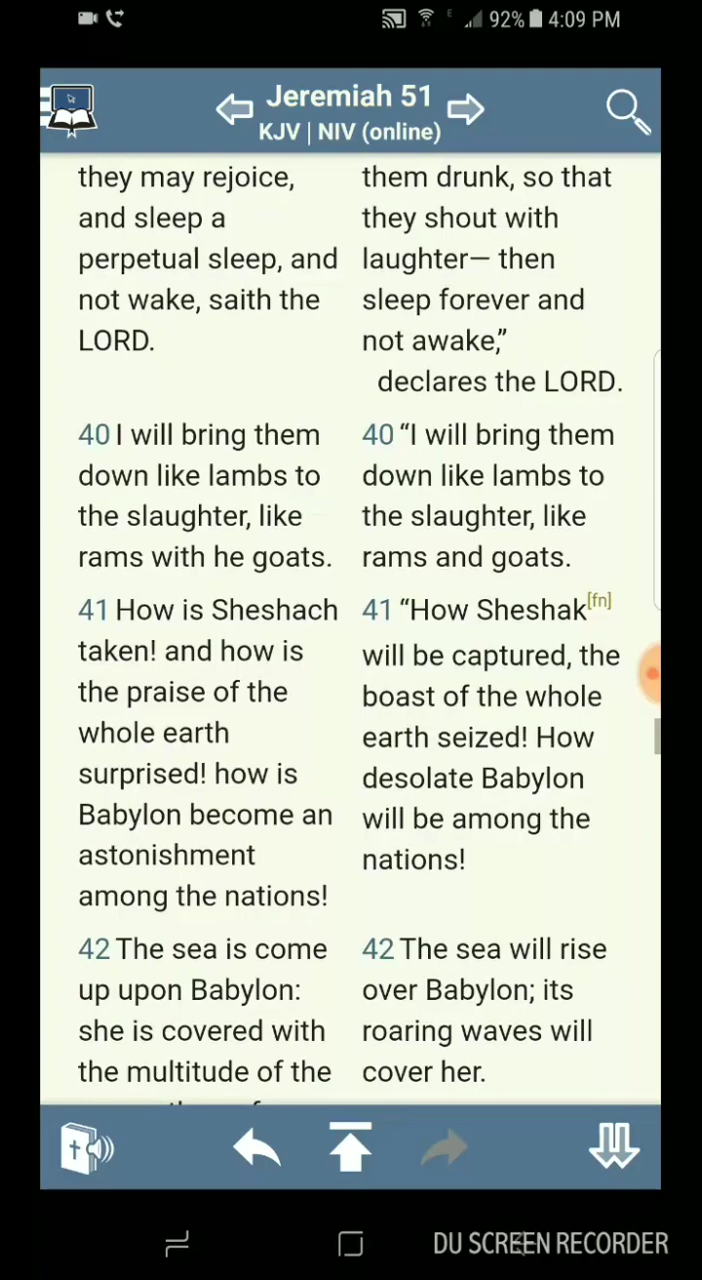 E 92% 4:09 PM
Jeremiah 51
KJV | NIV (online)
they may rejoice,
and sleep a
perpetual sleep, and
not wake, saith the
LORD.
40 I will bring them
down like lambs to
the slaughter, like
rams with he goats.
41 How is Sheshach
taken! and how is
the praise of the
whole earth
surprised! how is
Babylon become an
astonishment
among the nations!
42 The sea is come
up upon Babylon:
she is covered with
the multitude of the
them drunk, so that
they shout with
laughter— then
sleep forever and
not awake,”
declares the LORD.
40 “I will bring them
down like lambs to
the slaughter, like
rams and goats.
41 “How Sheshak[fn]
will be captured, the
boast of the whole
earth seized! How
desolate Babylon
will be among the
nations!
42 The sea will rise
over Babylon; its
roaring waves will
cover her.
DU SCREEN RECORDER